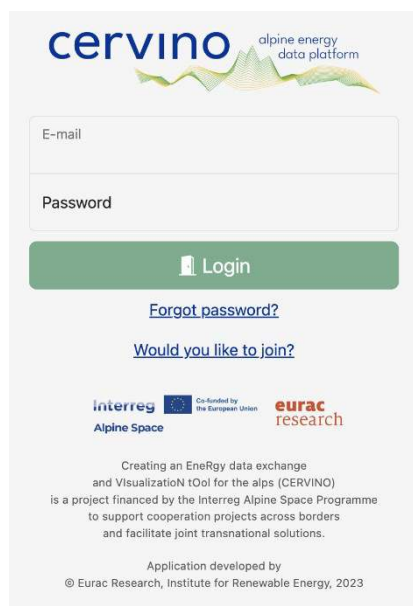 cervino
alpine energy
data platform
E-mail
Password
Login
Forgot password?
Would you like to join?
Interreg
Co-funded by
the European Union
Alpine Space
eurac
research
Creating an EneRgy data exchange
and VIsualizatioN tOol for the alps (CERVINO)
is a project financed by the Interreg Alpine Space Programme
to support cooperation projects across borders
and facilitate joint transnational solutions.
Application developed by
© Eurac Research, Institute for Renewable Energy, 2023